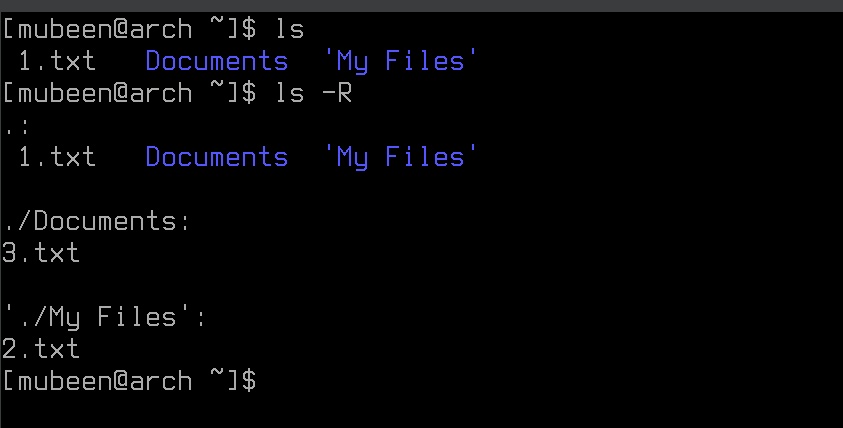 [mubeen@arch ~]$ ls
 1.txt   Documents  'My Files'
[mubeen@arch ~]$ ls -R
.:
 1.txt   Documents  'My Files'

./Documents:
3.txt

'./My Files':
2.txt
[mubeen@arch ~]$